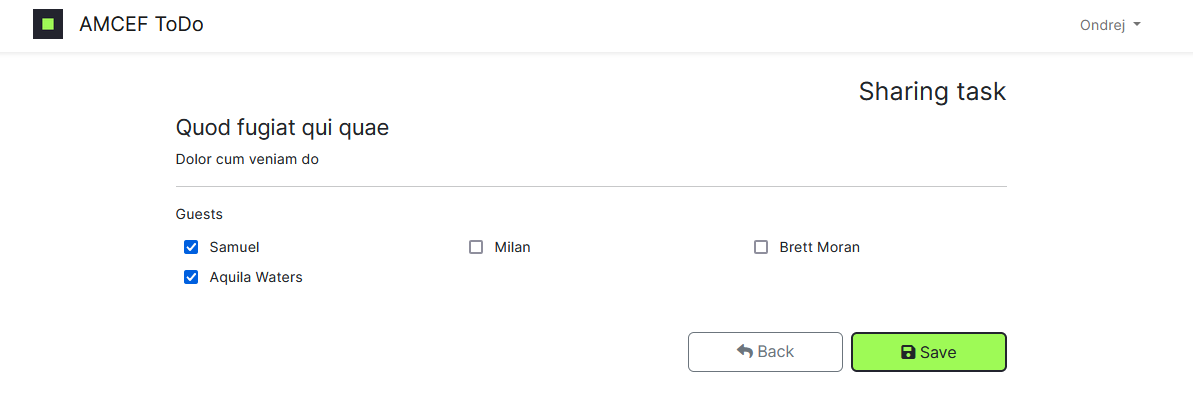 AMCEF ToDo
Ondrej
Sharing task
Quod fugiat qui quae
Dolor cum veniam do
Guests
Samuel
Milan
Brett Moran
Aquila Waters
Back
Save